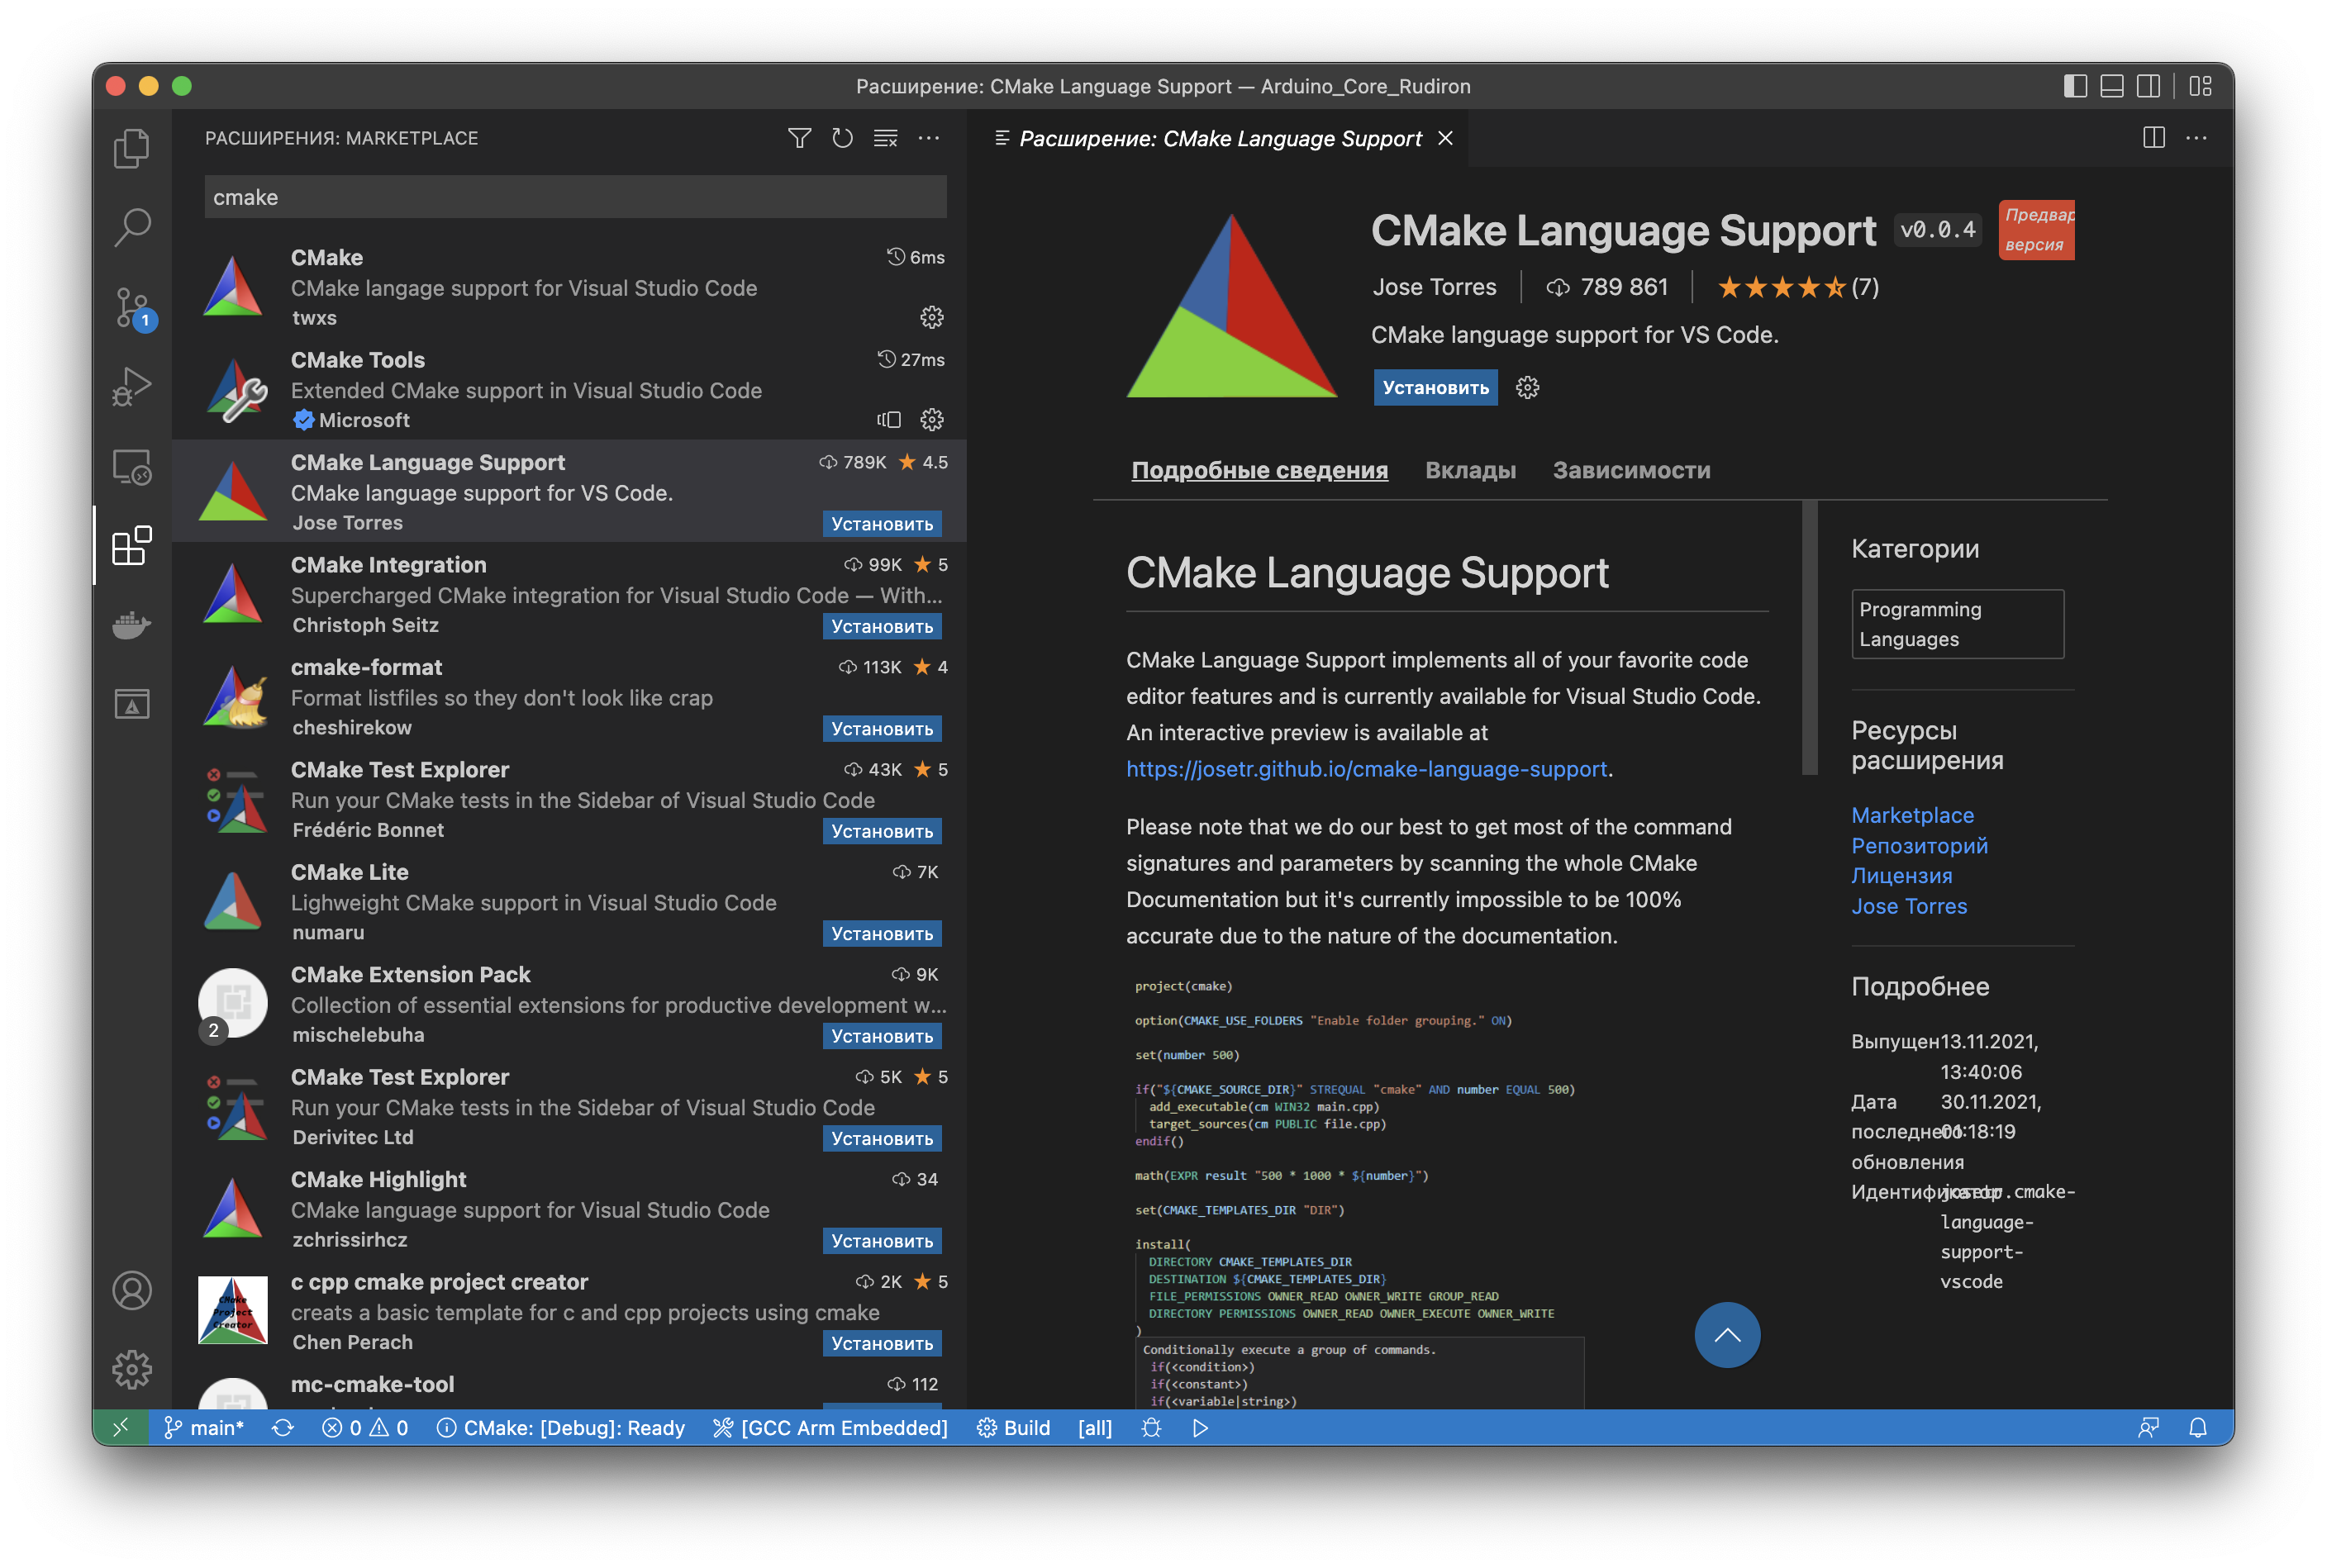 Расширение: CMake Language Support — Arduino_Core_Rudiron
РАСШИРЕНИЯ: MARKETPLACE
cmake
CMake
6ms
CMake langage support for Visual Studio Code
twxs
CMake Tools
27ms
Extended CMake support in Visual Studio Code
Microsoft
CMake Language Support
789K 4.5
CMake language support for VS Code.
Jose Torres
Установить
CMake Integration
99K 5
Supercharged CMake integration for Visual Studio Code — With...
Christoph Seitz
Установить
cmake-format
113K 4
Format listfiles so they don't look like crap
cheshirekow
Установить
CMake Test Explorer
43K 5
Run your CMake tests in the Sidebar of Visual Studio Code
Frédéric Bonnet
Установить
CMake Lite
7K
Lighweight CMake support in Visual Studio Code
numaru
Установить
CMake Extension Pack
9K
Collection of essential extensions for productive development w...
2
mischelebuha
Установить
CMake Test Explorer
5K 5
Run your CMake tests in the Sidebar of Visual Studio Code
Derivitec Ltd
Установить
CMake Highlight
34
CMake language support for Visual Studio Code
zchrissirhcz
Установить
CMake
Project
Creator
c cpp cmake project creator
2K 5
creats a basic template for c and cpp projects using cmake
Chen Perach
Установить
mc-cmake-tool
112
1
Расширение: CMake Language Support
CMake Language Support
v0.0.4
Предвар
версия
Jose Torres
789 861
(7)
CMake language support for VS Code.
Установить
Подробные сведения
Вклады
Зависимости
CMake Language Support
CMake Language Support implements all of your favorite code
editor features and is currently available for Visual Studio Code.
An interactive preview is available at
https://josetr.github.io/cmake-language-support.
Please note that we do our best to get most of the command
signatures and parameters by scanning the whole CMake
Documentation but it's currently impossible to be 100%
accurate due to the nature of the documentation.
project(cmake)
option(CMAKE_USE_FOLDERS "Enable folder grouping." ON)
set(number 500)
if("${CMAKE_SOURCE_DIR}" STREQUAL "cmake" AND number EQUAL 500)
add_executable(cm WIN32 main.cpp)
target_sources(cm PUBLIC file.cpp)
endif()
math(EXPR result "500 * 1000 * ${number}")
set(CMAKE_TEMPLATES_DIR "DIR")
install(
DIRECTORY CMAKE_TEMPLATES_DIR
DESTINATION ${CMAKE_TEMPLATES_DIR}
FILE_PERMISSIONS OWNER_READ OWNER_WRITE GROUP_READ
DIRECTORY PERMISSIONS OWNER_READ OWNER_EXECUTE OWNER_WRITE
)
Conditionally execute a group of commands.
if(<condition>)
if(<constant>)
if(<variable|string>)
Категории
Programming
Languages
Ресурсы
расширения
Marketplace
Репозиторий
Лицензия
Jose Torres
Подробнее
Выпущен
13.11.2021,
13:40:06
Дата
последнего
обновления
30.11.2021,
01:18:19
Идентификатор
josetr.cmake-
language-
support-
vscode
main*
0
0
CMake: [Debug]: Ready
[GCC Arm Embedded]
Build
[all]